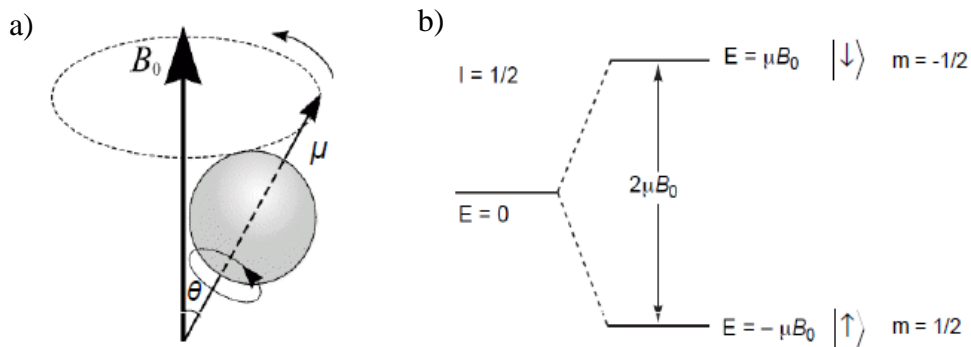 a)
B₀
μ
θ
b)
I = 1/2
E = 0
E = μB₀ |↓⟩ m = -1/2
2μB₀
E = - μB₀ |↑⟩ m = 1/2